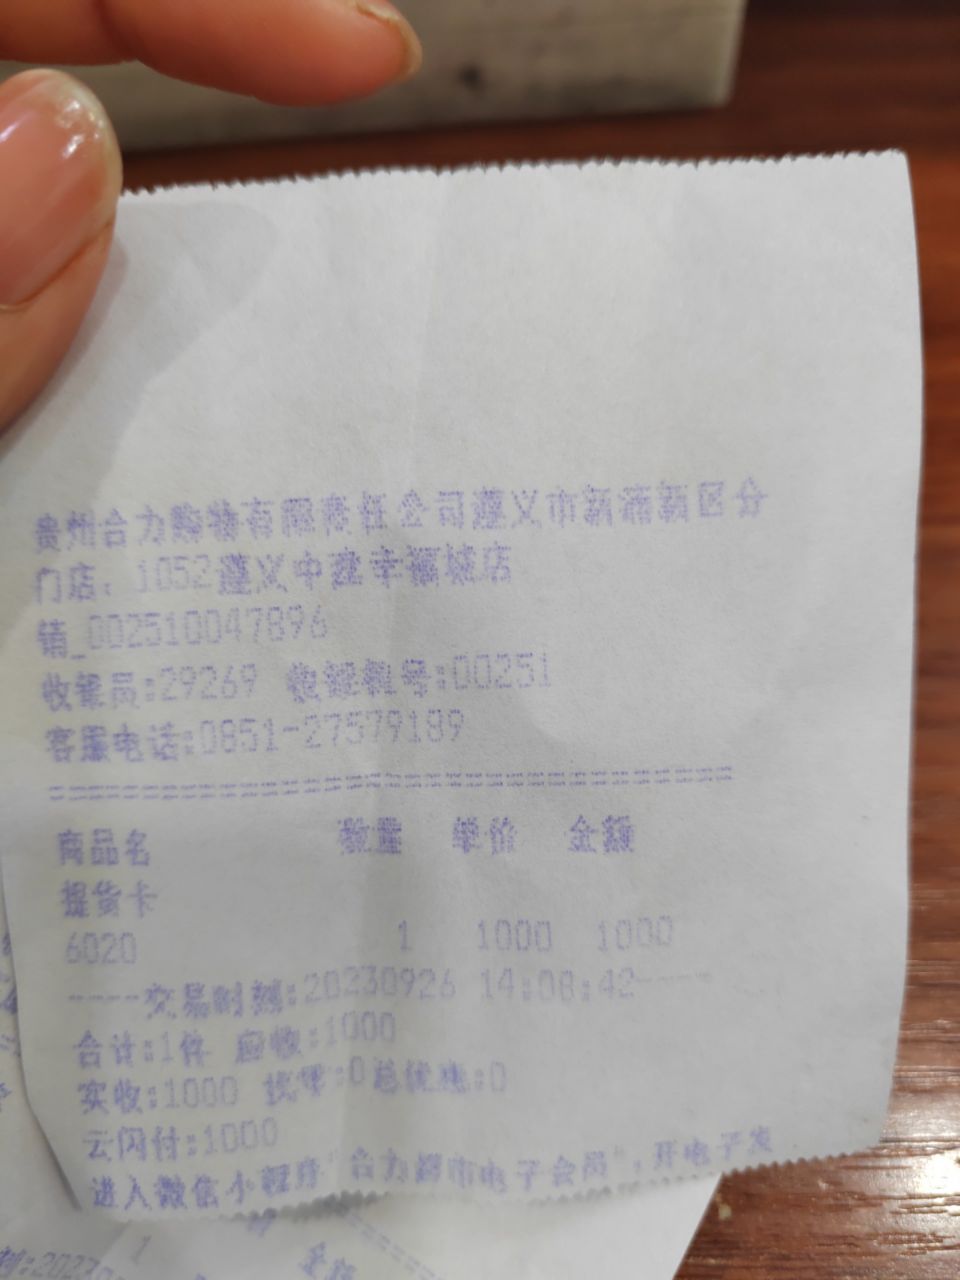 贵州合力购物有限责任公司遵义市新蒲新区分
门店：1052遵义中建幸福城店
销_002510047896
收银员:29269 收银机号:00251
客服电话:0851-27579189
==================================
商品名 数量 单价 金额
提货卡
6020 1 1000 1000
----交易时刻:20230926 14:08:42----
合计:1件 应收:1000
实收:1000 找零:0总优惠:0
云闪付:1000
进入微信小程序"合力超市电子会员",开电子发
1
金额